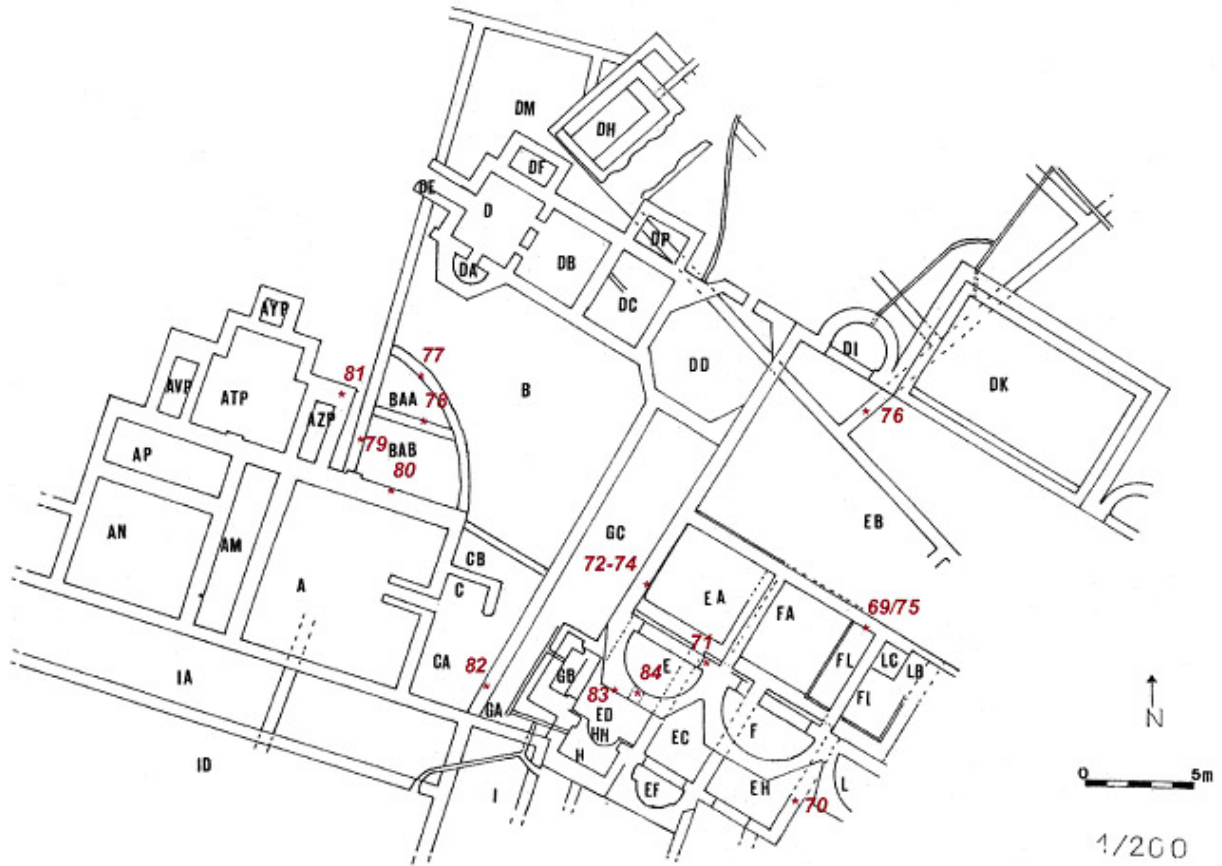 DM
DH
DF
DE
D
DP
DA
DB
DC
AYP
77
DD
DI
81
B
DK
AVP
ATP
BAA
78
76
AZP
79
AP
BAB
80
EB
AN
AM
GC
CB
72-74
A
C
EA
FA
69/75
71
LC
CA
E
FL
LB
IA
82
GB
84
FI
83
GA
ED
F
N
HH
EC
ID
H
0 5m
I
EF
EH
L
70
1/200